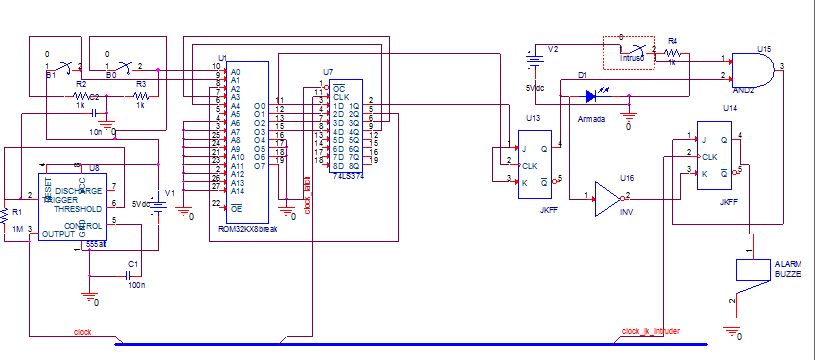 0
0
0
V2
R4
U15
1
2
1
2
1
2
Intruso
1k
1
2
3
B1
B0
U1
U7
D1
AND2
R2
R3
5Vdc
C2
1k
1k
10n
0
Armada
0
U13
U14
10 A0
9 A1
8 A2
7 A3
6 A4
5 A5
4 A6
3 A7
25 A8
24 A9
21 A10
23 A11
2 A12
26 A13
27 A14
22 OE
O0 11
O1 12
O2 13
O3 15
O4 16
O5 17
O6 18
O7 19
ROM32KX8break
1 OC
11 CLK
3 1D 1Q 2
4 2D 2Q 5
7 3D 3Q 6
8 4D 4Q 9
13 5D 5Q 12
14 6D 6Q 15
17 7D 7Q 16
18 8D 8Q 19
74LS374
1 J Q 4
2 CLK
3 K Q 5
JKFF
1 J Q 4
2 CLK
3 K Q 5
JKFF
U16
1
2
INV
U8
4
8
RESET
VCC
DISCHARGE 7
2 TRIGGER
THRESHOLD 6
CONTROL 5
3 OUTPUT
GND
1
555alt
R1
1M
5Vdc
V1
0
0
C1
100n
0
clock_latch
1
ALARM
BUZZE
2
0
clock
clock_jk_intruder